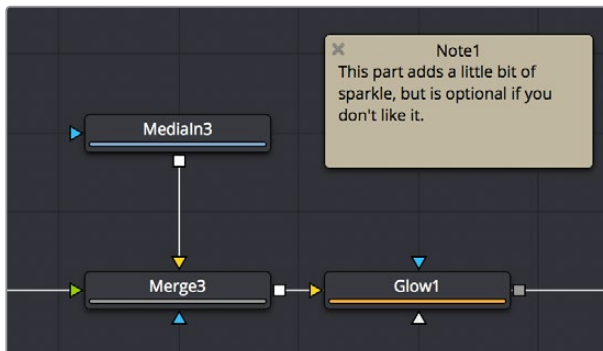 Note1
This part adds a little bit of
sparkle, but is optional if you
don't like it.
MediaIn3
Merge3
Glow1